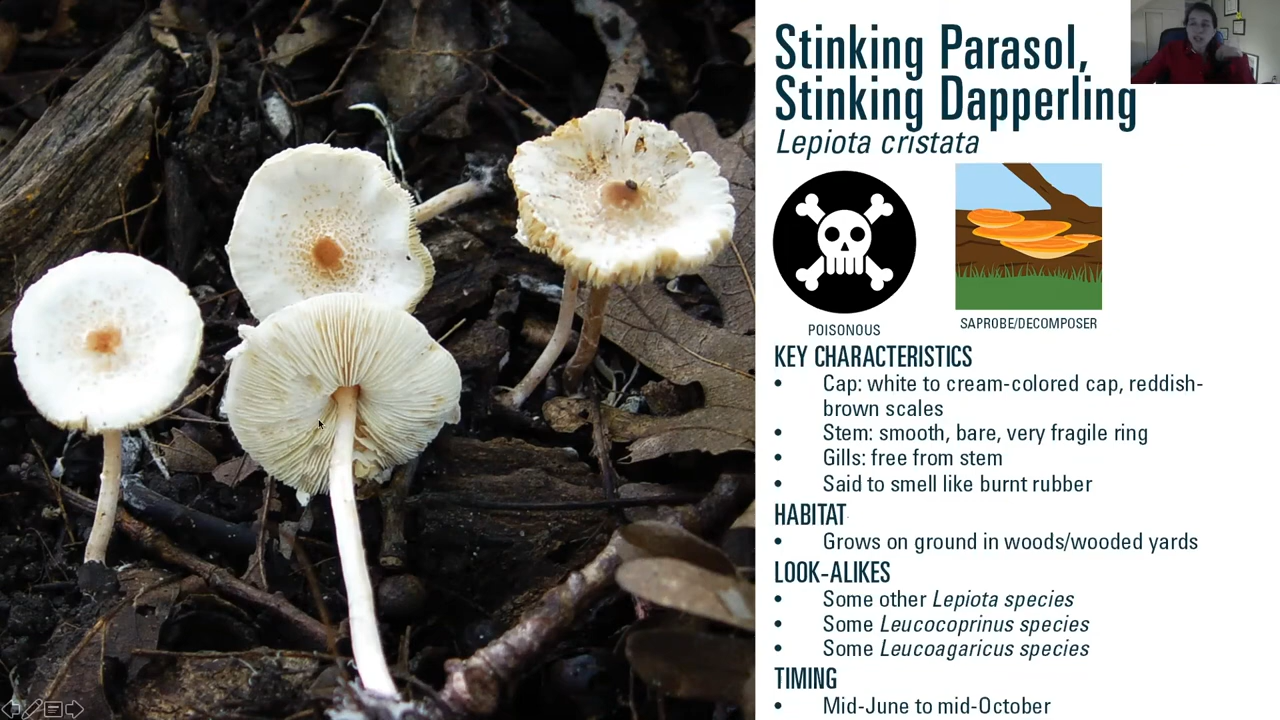 Stinking Parasol,
Stinking Dapperling
Lepiota cristata
POISONOUS
SAPROBE/DECOMPOSER
KEY CHARACTERISTICS
• Cap: white to cream-colored cap, reddish-
brown scales
• Stem: smooth, bare, very fragile ring
• Gills: free from stem
• Said to smell like burnt rubber
HABITAT
• Grows on ground in woods/wooded yards
LOOK-ALIKES
• Some other Lepiota species
• Some Leucocoprinus species
• Some Leucoagaricus species
TIMING
• Mid-June to mid-October